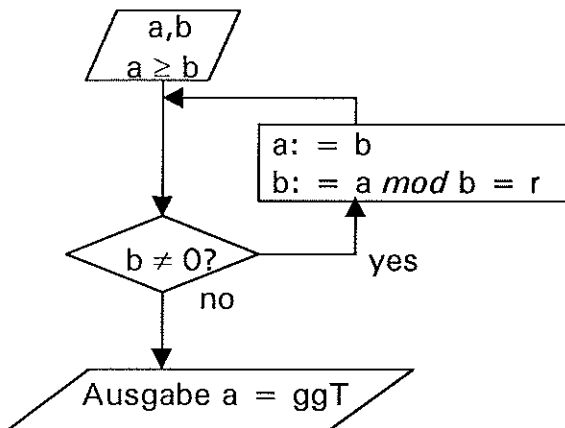 a,b
a ≥ b
a: = b
b: = a mod b = r
b ≠ 0?
yes
no
Ausgabe a = ggT